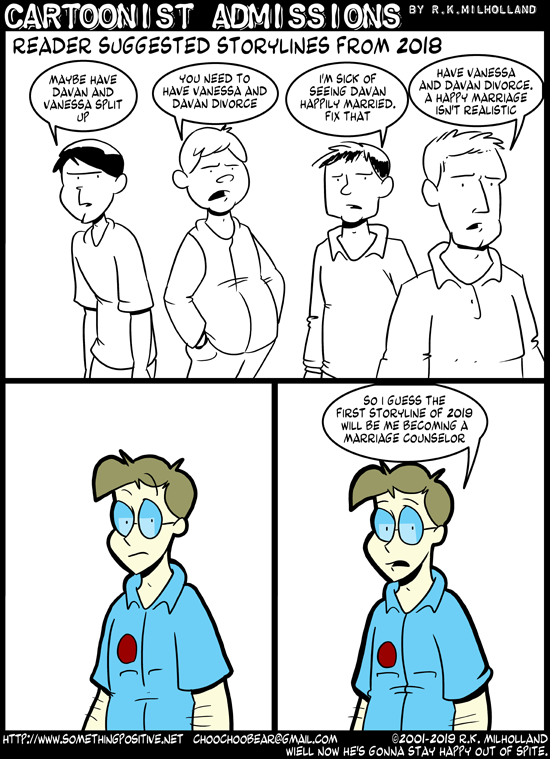 CARTOONIST ADMISSIONS BY R.K.MILHOLLAND
READER SUGGESTED STORYLINES FROM 2018
MAYBE HAVE
DAVAN AND
VANESSA SPLIT
UP
YOU NEED TO
HAVE VANESSA AND
DAVAN DIVORCE
I'M SICK OF
SEEING DAVAN
HAPPILY MARRIED.
FIX THAT
HAVE VANESSA
AND DAVAN DIVORCE.
A HAPPY MARRIAGE
ISN'T REALISTIC
SO I GUESS THE
FIRST STORYLINE OF 2019
WILL BE ME BECOMING A
MARRIAGE COUNSELOR
HTTP://WWW.SOMETHINGPOSITIVE.NET CHOOCHOOBEAR@GMAIL.COM ©2001-2019 R.K. MILHOLLAND
WIELL NOW HE'S GONNA STAY HAPPY OUT OF SPITE.